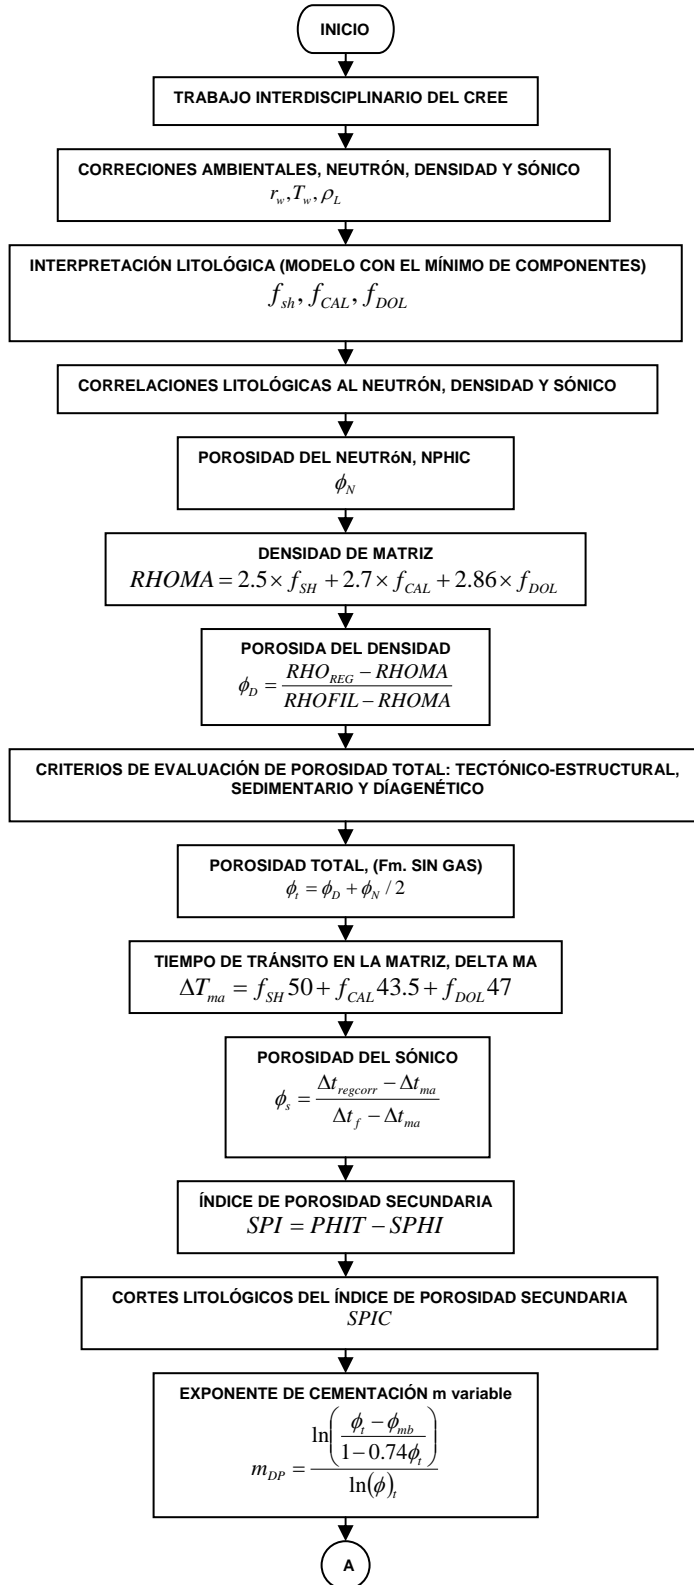 INICIO
TRABAJO INTERDISCIPLINARIO DEL CREE
CORRECIONES AMBIENTALES, NEUTRÓN, DENSIDAD Y SÓNICO
r_w, T_w, ρ_L
INTERPRETACIÓN LITOLÓGICA (MODELO CON EL MÍNIMO DE COMPONENTES)
f_sh, f_CAL, f_DOL
CORRELACIONES LITOLÓGICAS AL NEUTRÓN, DENSIDAD Y SÓNICO
POROSIDAD DEL NEUTRóN, NPHIC
ϕ_N
DENSIDAD DE MATRIZ
RHOMA = 2.5 × f_SH + 2.7 × f_CAL + 2.86 × f_DOL
POROSIDA DEL DENSIDAD
ϕ_D = (RHO_REG − RHOMA) / (RHOFIL − RHOMA)
CRITERIOS DE EVALUACIÓN DE POROSIDAD TOTAL: TECTÓNICO-ESTRUCTURAL,
SEDIMENTARIO Y DÍAGENÉTICO
POROSIDAD TOTAL, (Fm. SIN GAS)
ϕ_t = ϕ_D + ϕ_N / 2
TIEMPO DE TRÁNSITO EN LA MATRIZ, DELTA MA
ΔT_ma = f_SH 50 + f_CAL 43.5 + f_DOL 47
POROSIDAD DEL SÓNICO
ϕ_s = (Δt_regcorr − Δt_ma) / (Δt_f − Δt_ma)
ÍNDICE DE POROSIDAD SECUNDARIA
SPI = PHIT − SPHI
CORTES LITOLÓGICOS DEL ÍNDICE DE POROSIDAD SECUNDARIA
SPIC
EXPONENTE DE CEMENTACIÓN m variable
m_DP = ln((ϕ_t − ϕ_mb) / (1 − 0.74ϕ_t)) / ln(ϕ)_t
A